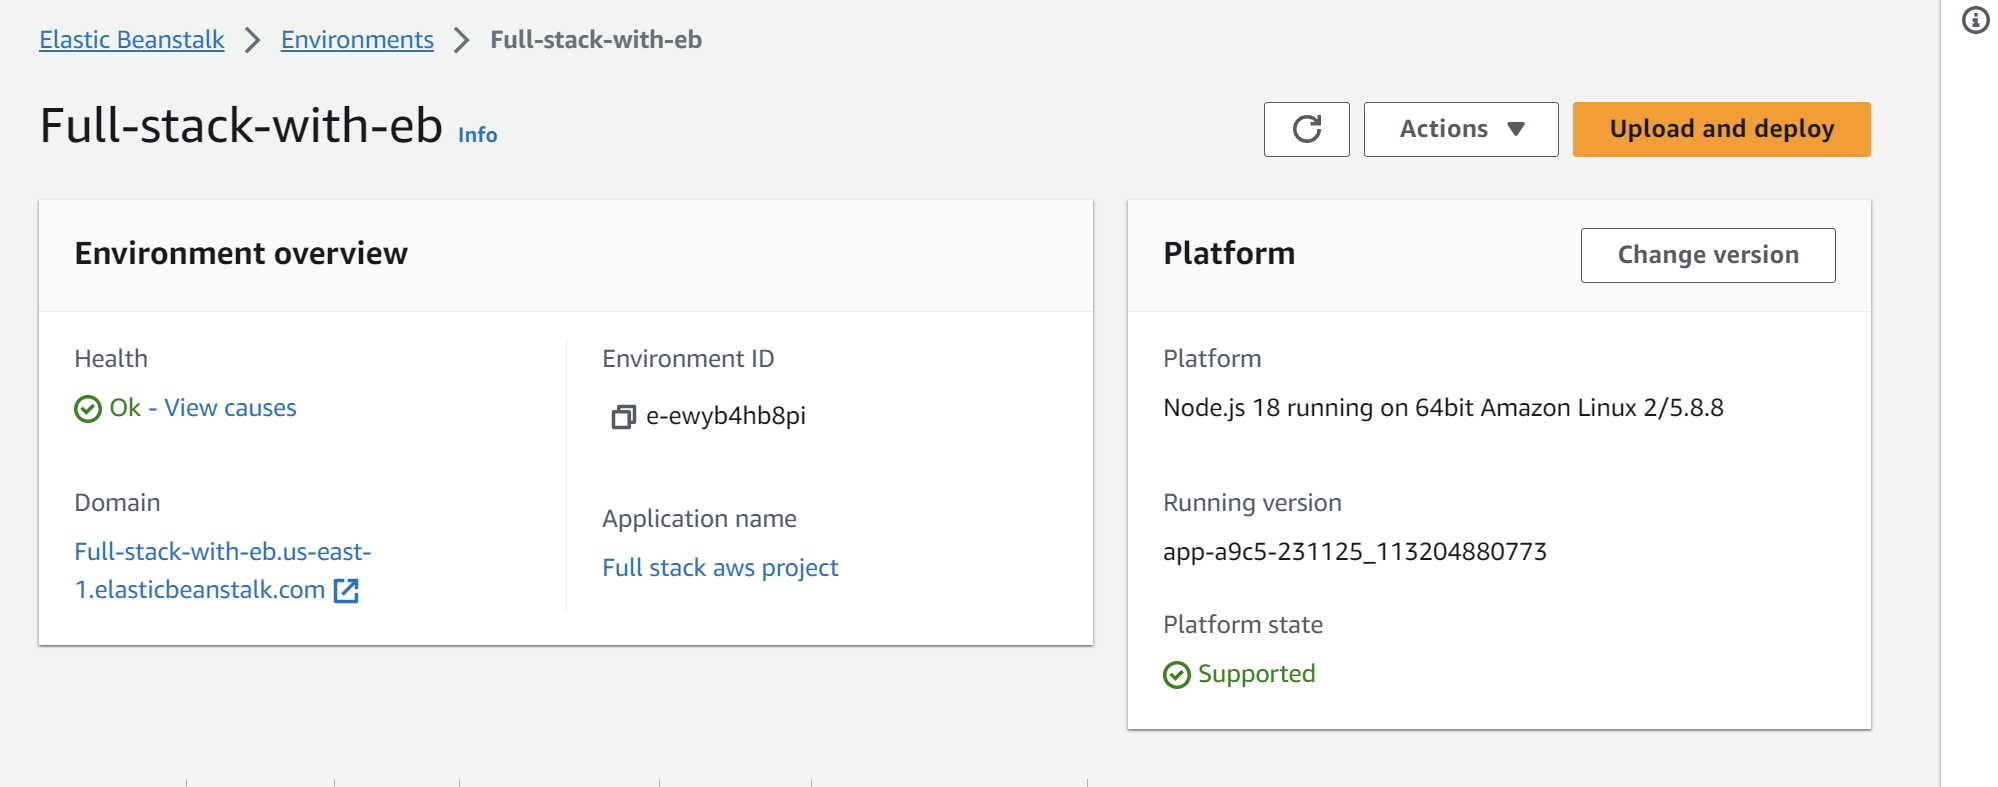 Elastic Beanstalk > Environments > Full-stack-with-eb
Full-stack-with-eb Info
Actions
Upload and deploy
Environment overview
Health
Ok - View causes
Domain
Full-stack-with-eb.us-east-
1.elasticbeanstalk.com
Environment ID
e-ewyb4hb8pi
Application name
Full stack aws project
Platform
Change version
Platform
Node.js 18 running on 64bit Amazon Linux 2/5.8.8
Running version
app-a9c5-231125_113204880773
Platform state
Supported